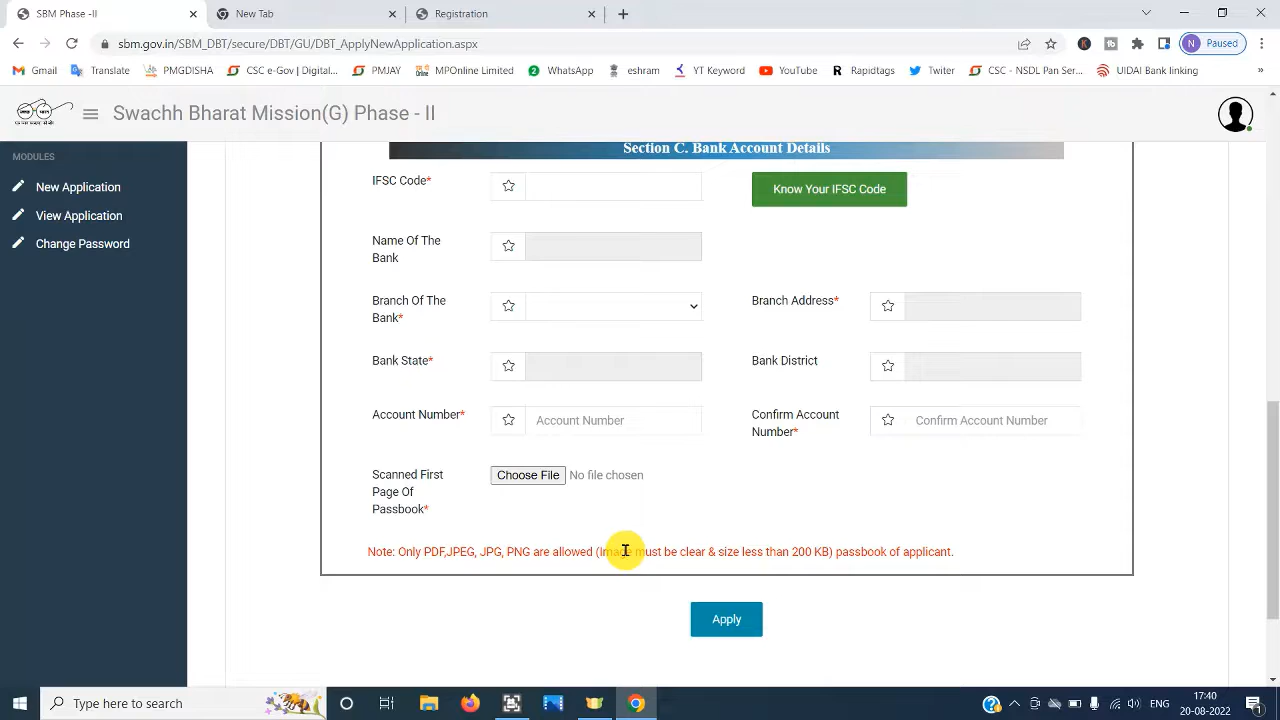 SBM Phase -II
New Tab
Registration
sbm.gov.in/SBM_DBT/secure/DBT/GU/DBT_ApplyNewApplication.aspx
N Paused
Gmail
Translate
PMGDISHA
CSC e-Gov | Digital...
PMJAY
MPOnline Limited
2 WhatsApp
eshram
YT Keyword
YouTube
R Rapidtags
Twiter
CSC - NSDL Pan Ser...
UIDAI Bank linking
»
Swachh Bharat Mission(G) Phase - II
MODULES
New Application
View Application
Change Password
Section C. Bank Account Details
IFSC Code*
Know Your IFSC Code
Name Of The
Bank
Branch Of The
Bank*
Branch Address*
Bank State*
Bank District
Account Number*
Account Number
Confirm Account
Number*
Confirm Account Number
Scanned First
Page Of
Passbook*
Choose File No file chosen
Note: Only PDF,JPEG, JPG, PNG are allowed (Image must be clear & size less than 200 KB) passbook of applicant.
Apply
Type here to search
ENG
17:40
20-08-2022